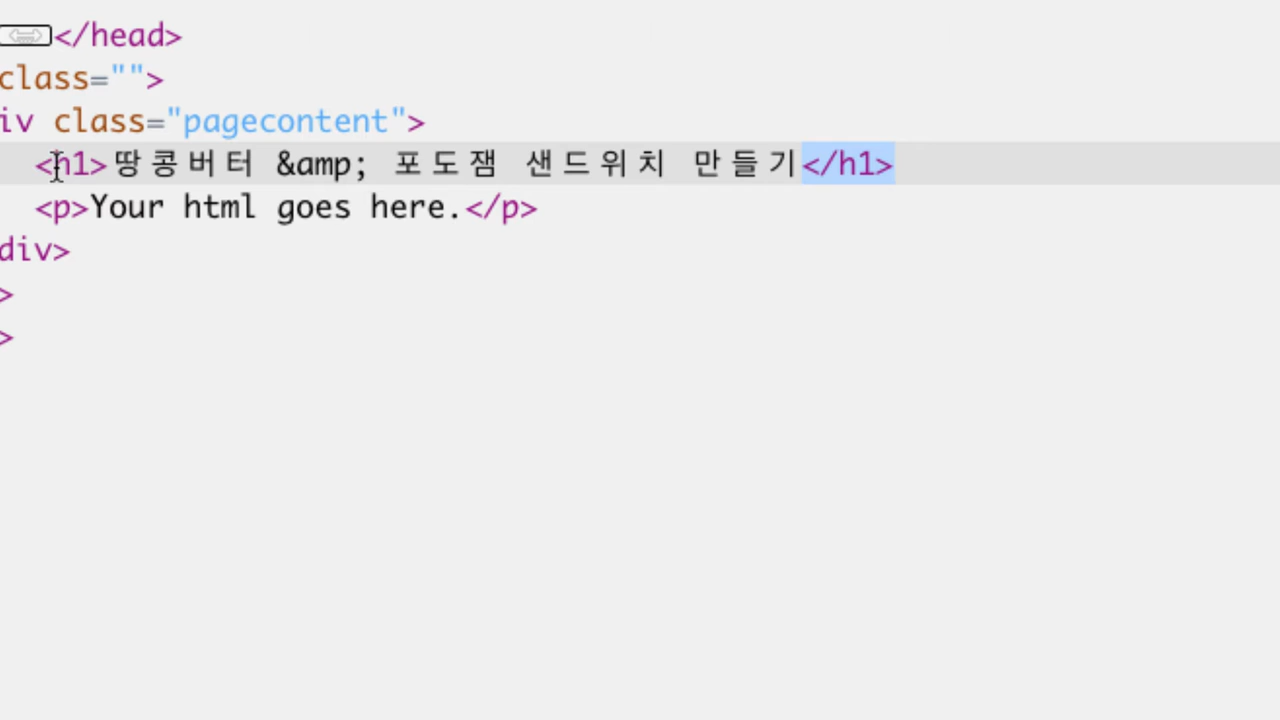 </head>
class="">
iv class="pagecontent">
<h1>땅콩버터 &amp; 포도잼 샌드위치 만들기</h1>
<p>Your html goes here.</p>
div>
>
>